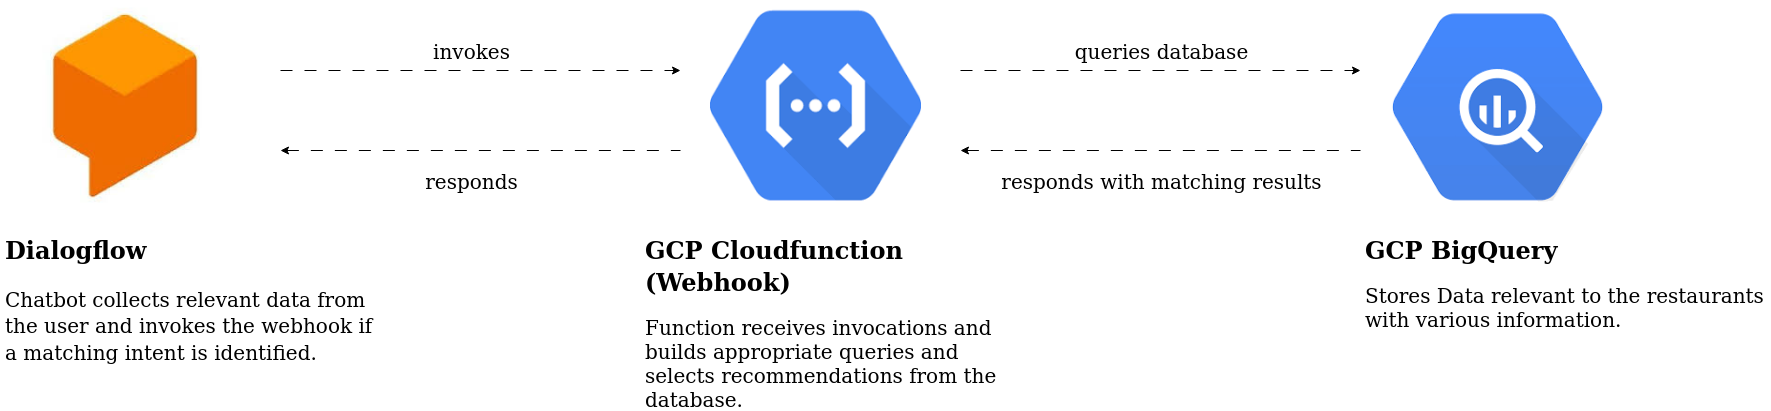 invokes
queries database
responds
responds with matching results
Dialogflow
Chatbot collects relevant data from
the user and invokes the webhook if
a matching intent is identified.
GCP Cloudfunction
(Webhook)
Function receives invocations and
builds appropriate queries and
selects recommendations from the
database.
GCP BigQuery
Stores Data relevant to the restaurants
with various information.